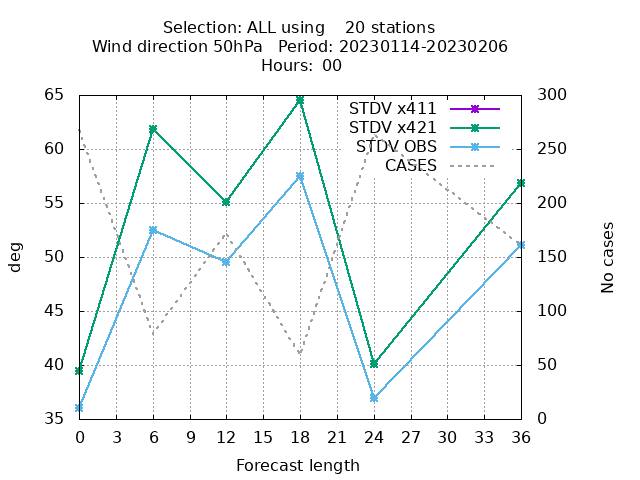 Selection: ALL using    20 stations
Wind direction 50hPa   Period: 20230114-20230206
Hours: 00
65
60
55
50
45
40
35
deg
STDV x411
STDV x421
STDV OBS
CASES
300
250
200
150
100
50
0
No cases
0 3 6 9 12 15 18 21 24 27 30 33 36
Forecast length